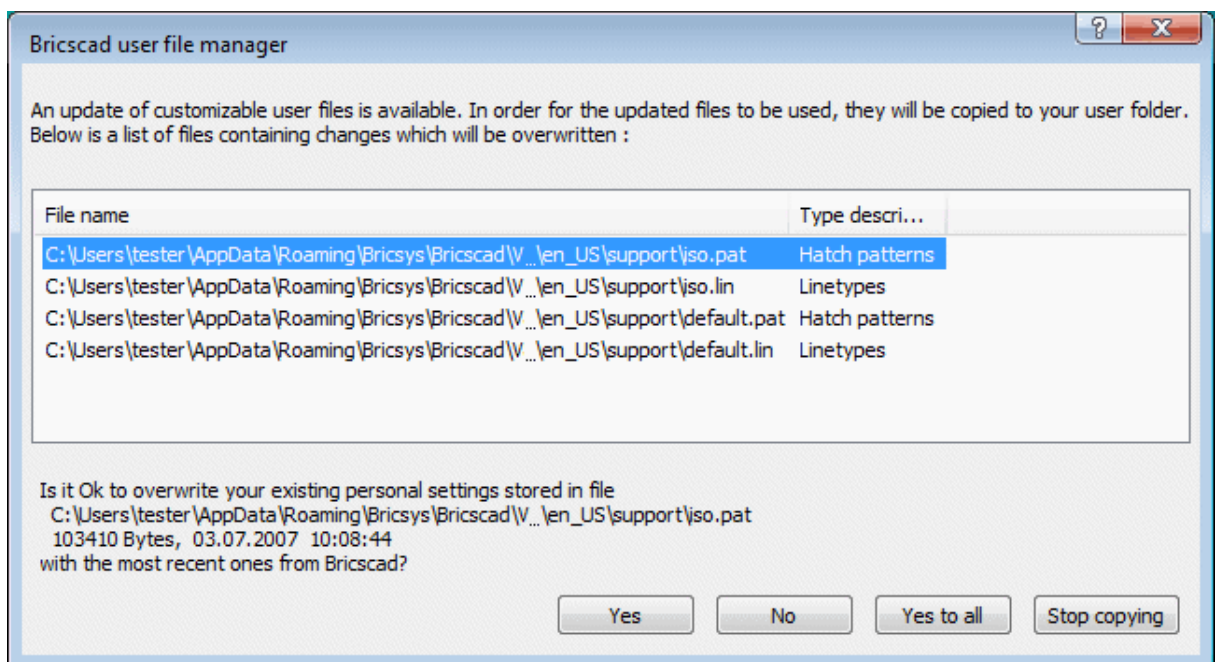 Bricscad user file manager
An update of customizable user files is available. In order for the updated files to be used, they will be copied to your user folder.
Below is a list of files containing changes which will be overwritten :
File name Type descri...
C:\Users\tester\AppData\Roaming\Bricsys\Bricscad\V_..\en_US\support\iso.pat Hatch patterns
C:\Users\tester\AppData\Roaming\Bricsys\Bricscad\V_..\en_US\support\iso.lin Linetypes
C:\Users\tester\AppData\Roaming\Bricsys\Bricscad\V_..\en_US\support\default.pat Hatch patterns
C:\Users\tester\AppData\Roaming\Bricsys\Bricscad\V_..\en_US\support\default.lin Linetypes
Is it Ok to overwrite your existing personal settings stored in file
C:\Users\tester\AppData\Roaming\Bricsys\Bricscad\V_..\en_US\support\iso.pat
103410 Bytes, 03.07.2007 10:08:44
with the most recent ones from Bricscad?
Yes No Yes to all Stop copying